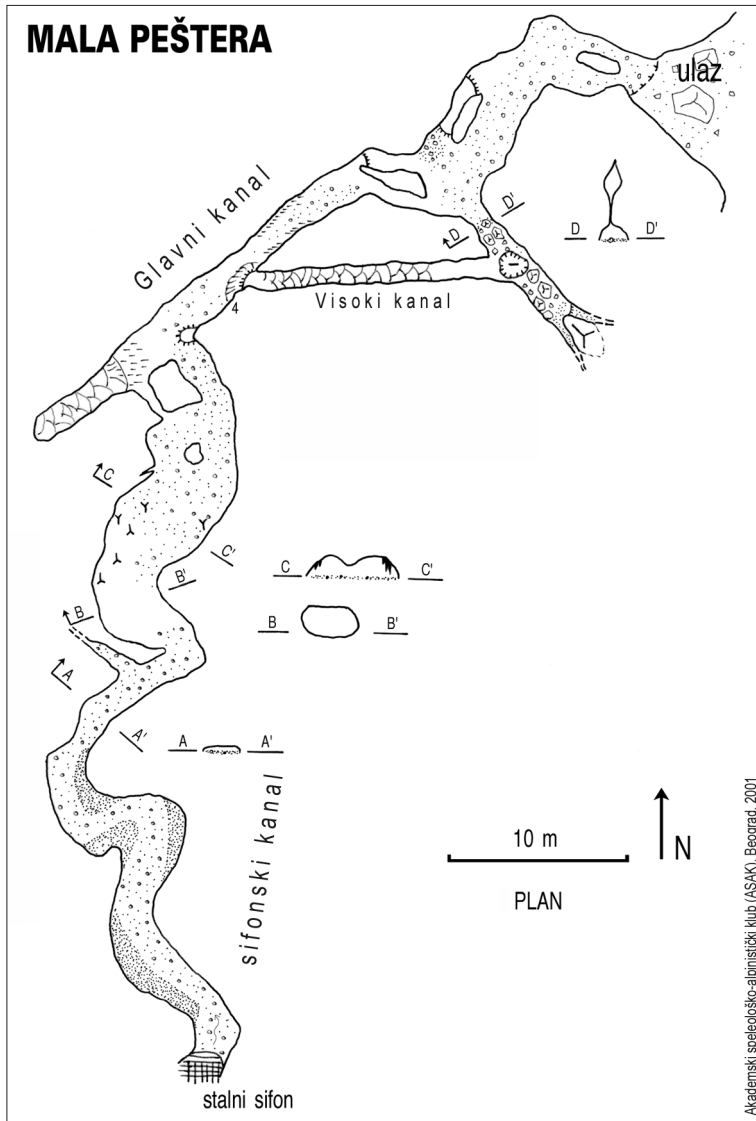 MALA PEŠTERA
ulaz
Glavni kanal
D'
D
D D'
Visoki kanal
4
C
C'
B'
C C'
B
B B'
A
A'
A A'
sifonski kanal
10 m
N
PLAN
stalni sifon
Akademski speleološko-alpinistički klub (ASAK), Beograd, 2001